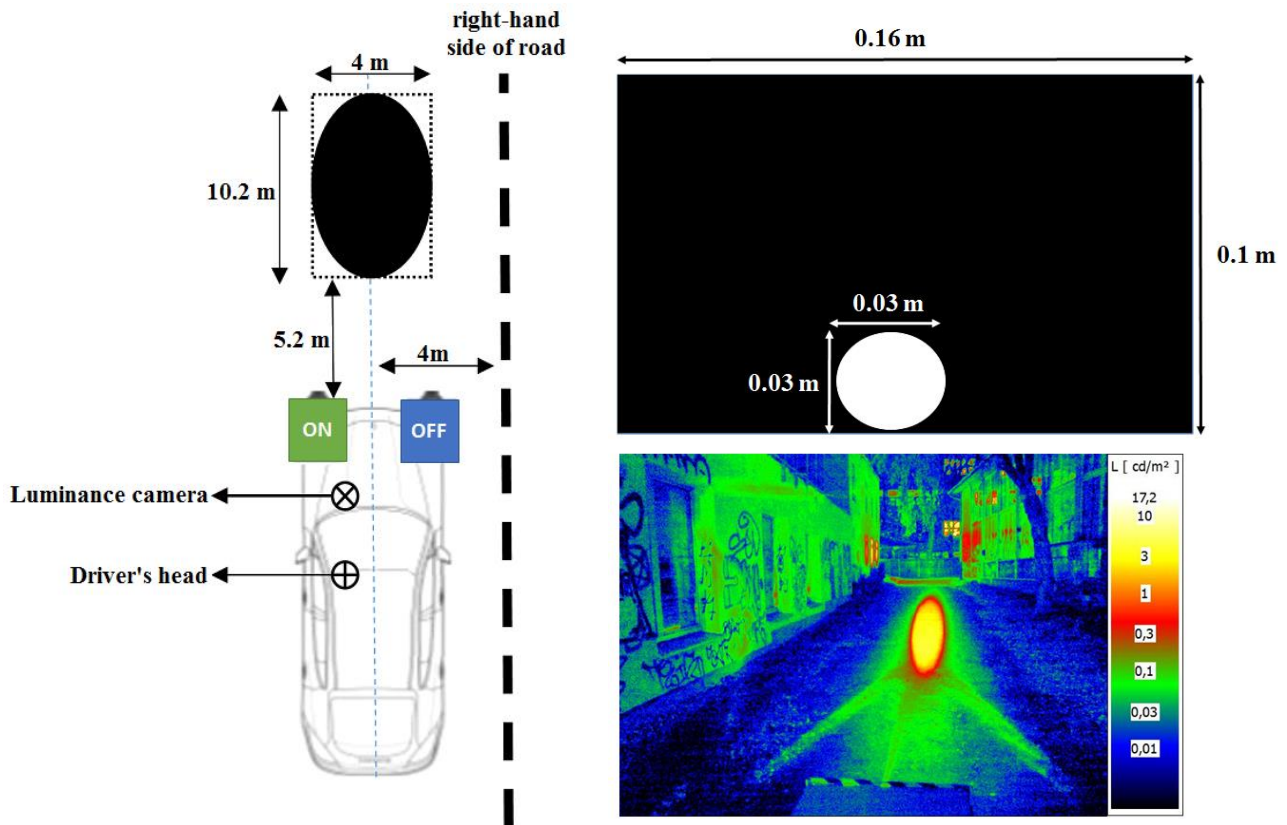 right-hand
side of road
4 m
10.2 m
5.2 m
4m
ON
OFF
Luminance camera
Driver's head
0.16 m
0.1 m
0.03 m
0.03 m
L [ cd/m² ]
17,2
10
3
1
0,3
0,1
0,03
0,01